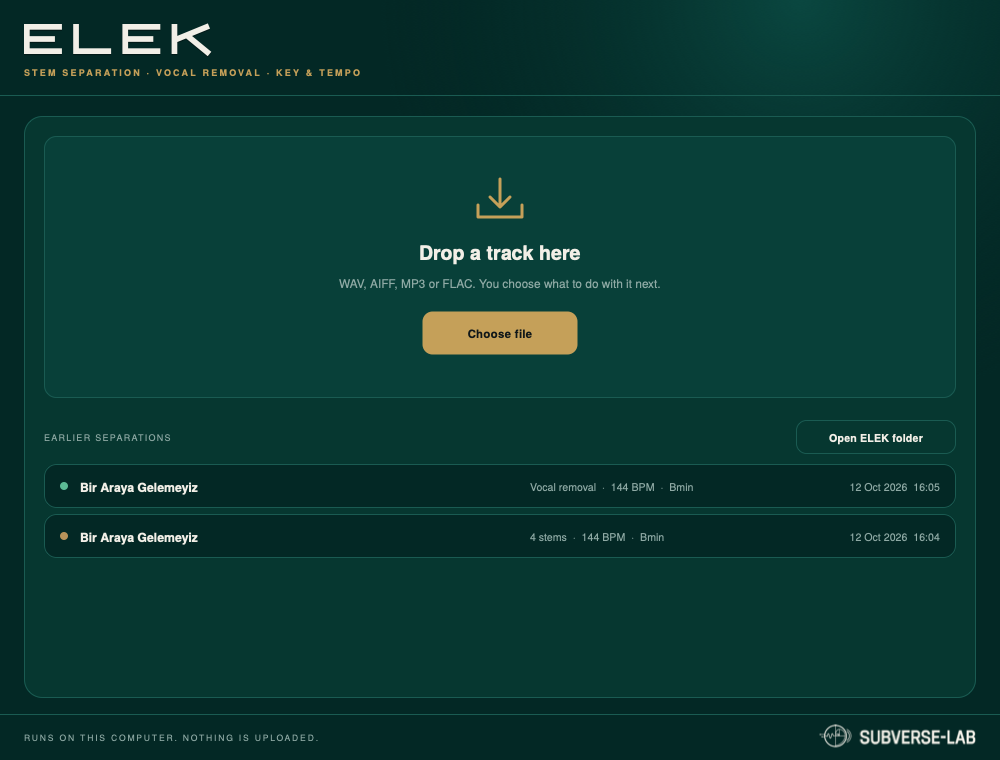 ELEK
STEM SEPARATION · VOCAL REMOVAL · KEY & TEMPO
Drop a track here
WAV, AIFF, MP3 or FLAC. You choose what to do with it next.
Choose file
EARLIER SEPARATIONS
Open ELEK folder
Bir Araya Gelemeyiz Vocal removal · 144 BPM · Bmin 12 Oct 2026 16:05
Bir Araya Gelemeyiz 4 stems · 144 BPM · Bmin 12 Oct 2026 16:04
RUNS ON THIS COMPUTER. NOTHING IS UPLOADED.
SUBVERSE-LAB